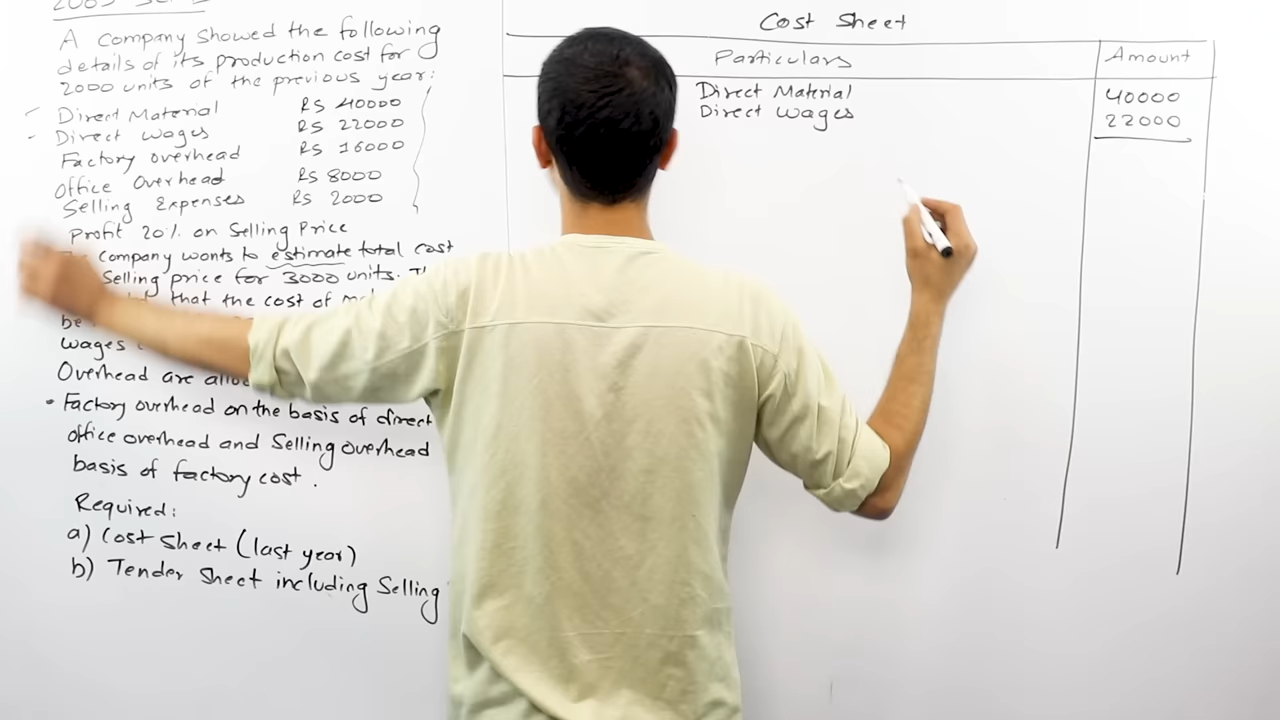 2065
A company showed the following
details of its production cost for
2000 units of the previous year:
Direct Material RS 40000
Direct wages RS 22000
Factory overhead RS 16000
Office Overhead RS 8000
Selling Expenses RS 2000
Profit 20% on Selling Price
company wants to estimate total cost
Selling price for 3000 units.
that the cost of
be
wages
Overhead are
• Factory overhead on the basis of direct
office overhead and Selling overhead
basis of factory cost.
Required:
a) Cost Sheet (last year)
b) Tender Sheet including Selling
Cost Sheet
Particulars Amount
Direct Material 40000
Direct Wages 22000